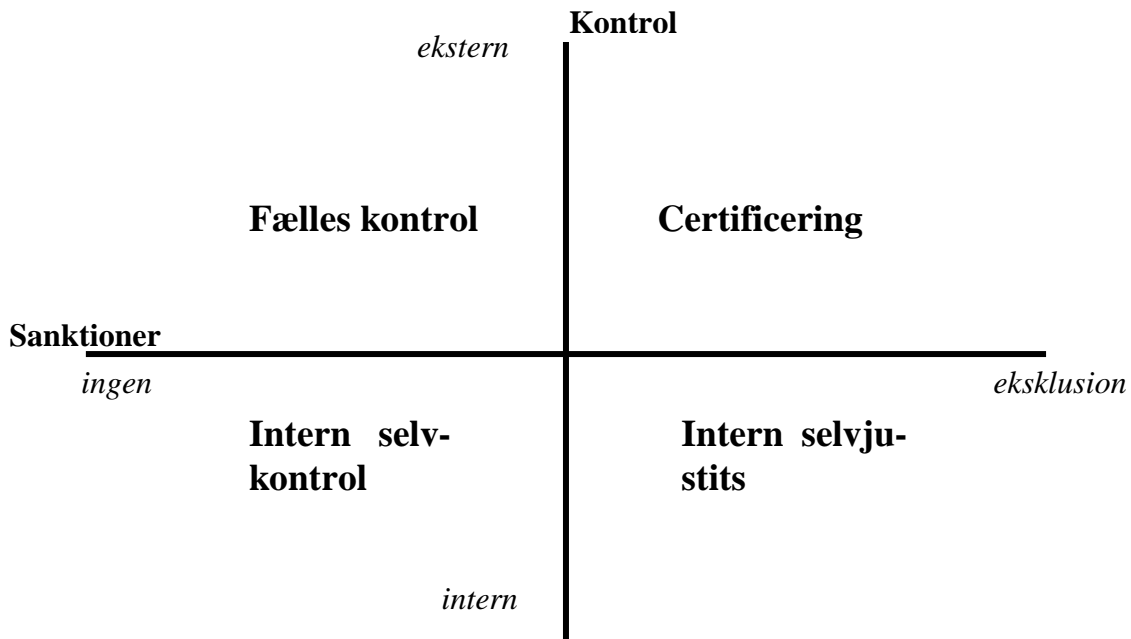 Kontrol
ekstern
Fælles kontrol
Certificering
Sanktioner
ingen
eksklusion
Intern selv-
kontrol
Intern selvju-
stits
intern